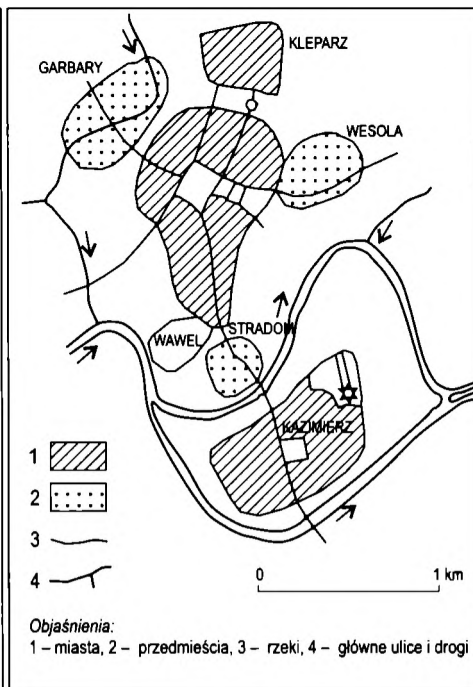 KLEPARZ
GARBARY
WESOLA
WAWEL
STRADOM
KAZIMIERZ
1
2
3
4
0 1 km
Objaśnienia:
1 – miasta, 2 – przedmieścia, 3 – rzeki, 4 – główne ulice i drogi